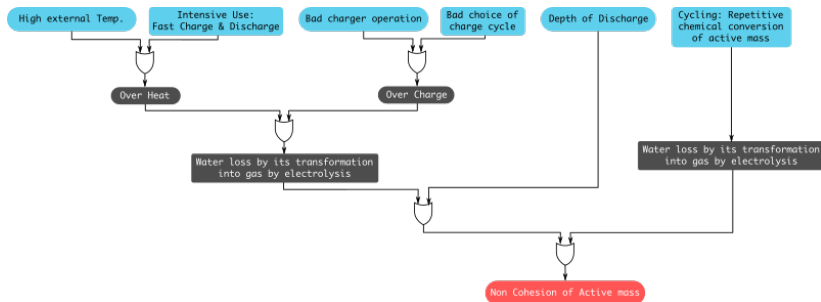 High external Temp.
Intensive Use:
Fast Charge & Discharge
Bad charger operation
Bad choice of
charge cycle
Depth of Discharge
Cycling: Repetitive
chemical conversion
of active mass
Over Heat
Over Charge
Water loss by its transformation
into gas by electrolysis
Water loss by its transformation
into gas by electrolysis
Non Cohesion of Active mass